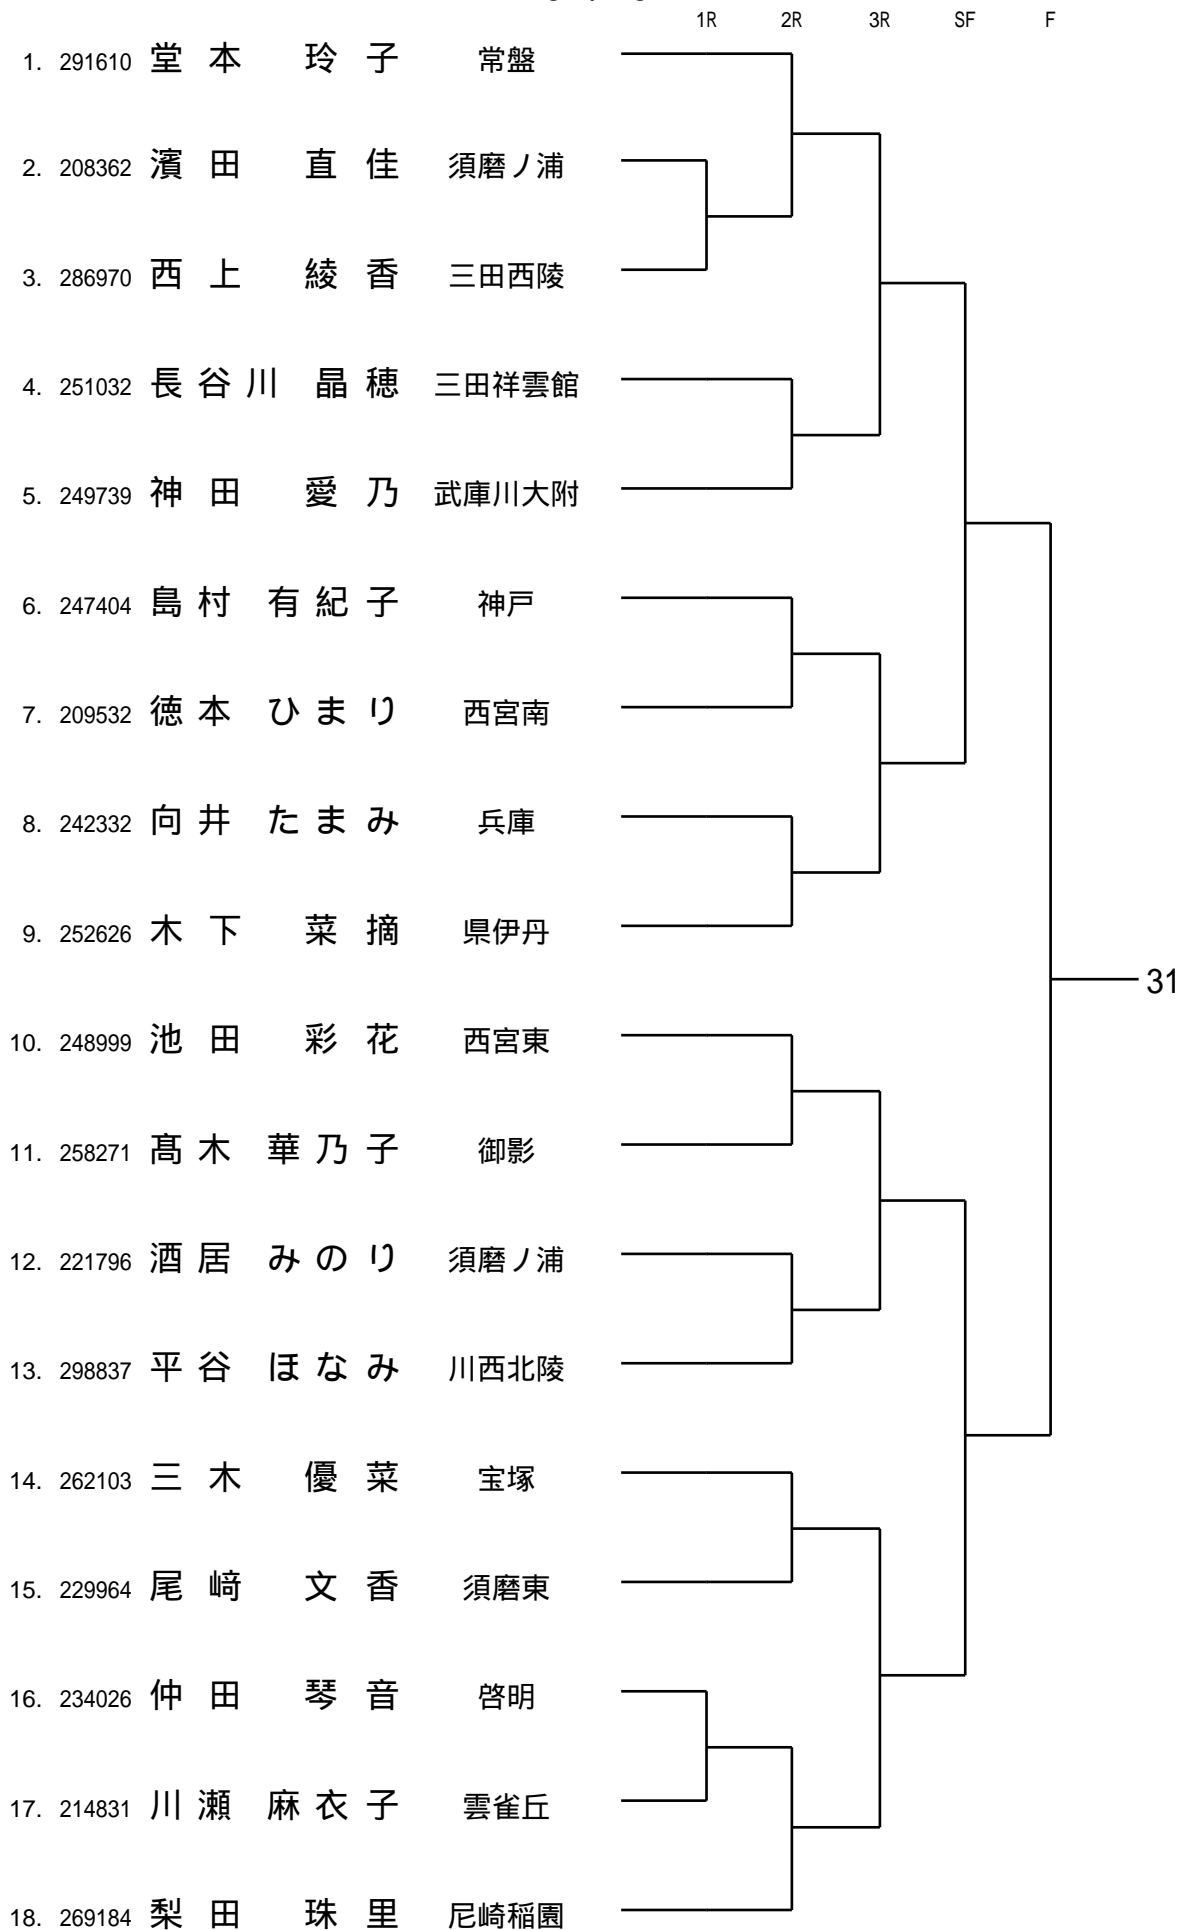 1R 2R 3R SF F
1. 291610 堂本 玲子 常盤
2. 208362 濱田 直佳 須磨ノ浦
3. 286970 西上 綾香 三田西陵
4. 251032 長谷川 晶穂 三田祥雲館
5. 249739 神田 愛乃 武庫川大附
6. 247404 島村 有紀子 神戸
7. 209532 徳本 ひまり 西宮南
8. 242332 向井 たまみ 兵庫
9. 252626 木下 菜摘 県伊丹
31
10. 248999 池田 彩花 西宮東
11. 258271 髙木 華乃子 御影
12. 221796 酒居 みのり 須磨ノ浦
13. 298837 平谷 ほなみ 川西北陵
14. 262103 三木 優菜 宝塚
15. 229964 尾﨑 文香 須磨東
16. 234026 仲田 琴音 啓明
17. 214831 川瀬 麻衣子 雲雀丘
18. 269184 梨田 珠里 尼崎稲園